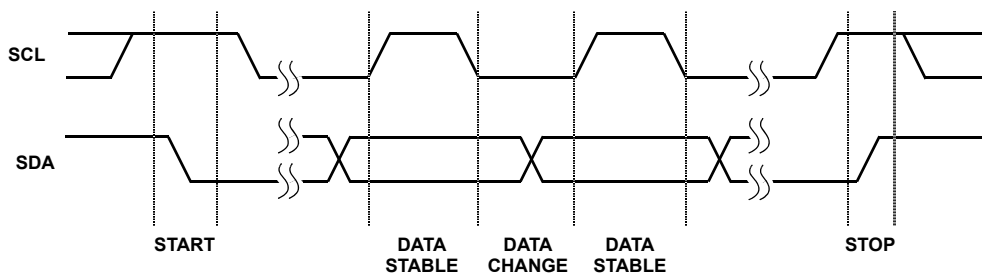 SCL
SDA
START
DATA
STABLE
DATA
CHANGE
DATA
STABLE
STOP